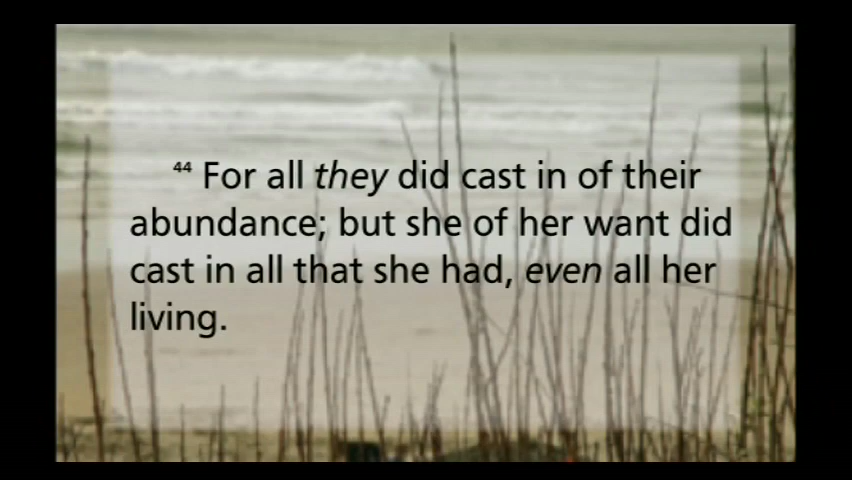 44 For all they did cast in of their
abundance; but she of her want did
cast in all that she had, even all her
living.